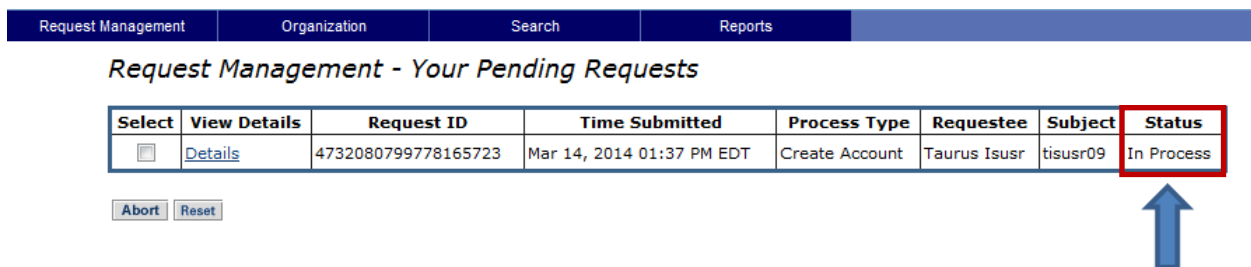 Request Management Organization Search Reports
Request Management - Your Pending Requests
Select View Details Request ID Time Submitted Process Type Requestee Subject Status
Details 4732080799778165723 Mar 14, 2014 01:37 PM EDT Create Account Taurus Isusr tisusr09 In Process
Abort Reset